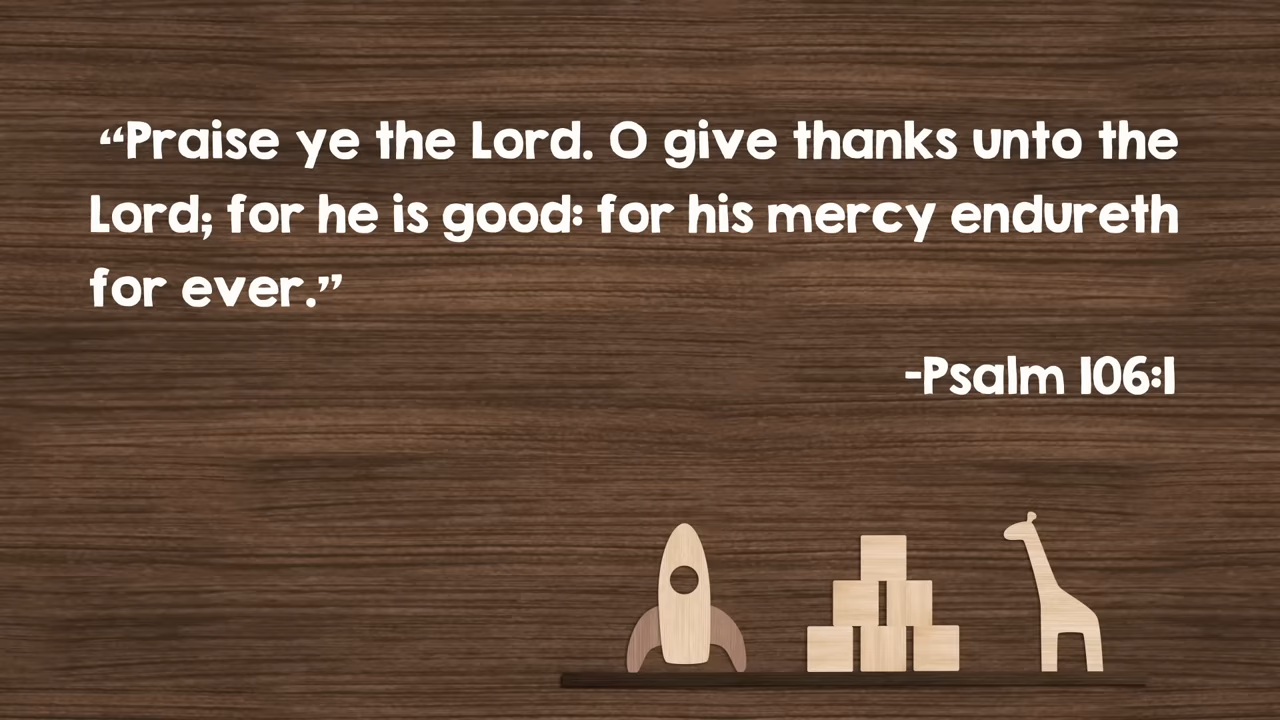 “Praise ye the Lord. O give thanks unto the
Lord; for he is good: for his mercy endureth
for ever.”
-Psalm 106:1